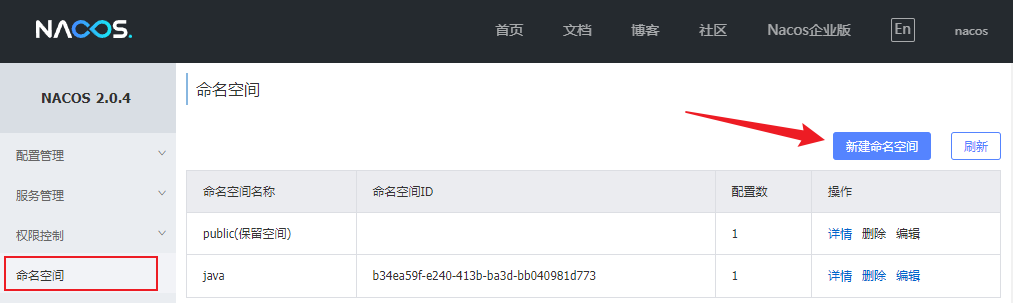 NACOS.
首页 文档 博客 社区 Nacos企业版 En nacos
NACOS 2.0.4
配置管理
服务管理
权限控制
命名空间
命名空间
新建命名空间 刷新
命名空间名称 命名空间ID 配置数 操作
public(保留空间) 1 详情 删除 编辑
java b34ea59f-e240-413b-ba3d-bb040981d773 1 详情 删除 编辑